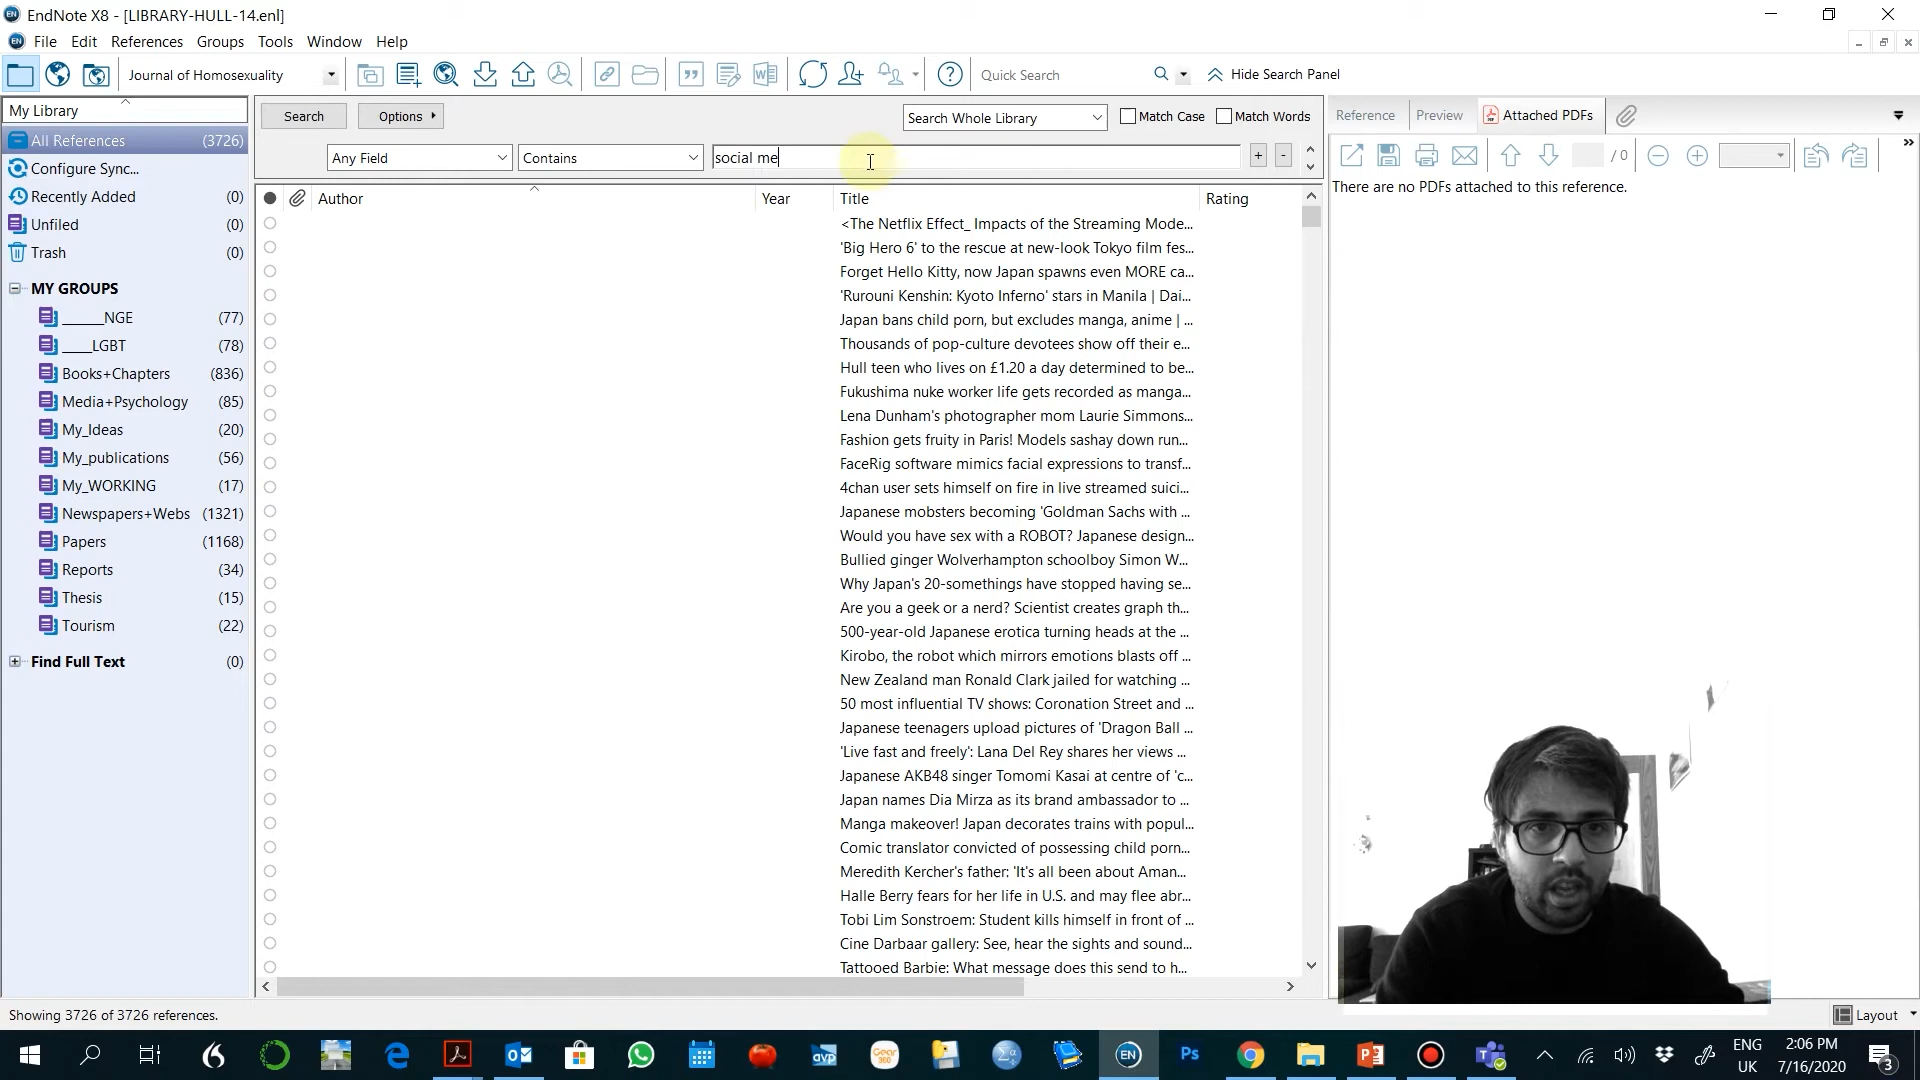 EndNote X8 - [LIBRARY-HULL-14.enl]
File Edit References Groups Tools Window Help
Journal of Homosexuality
Quick Search
Hide Search Panel
My Library
All References (3726)
Configure Sync...
Recently Added (0)
Unfiled (0)
Trash (0)
MY GROUPS
______NGE (77)
____LGBT (78)
Books+Chapters (836)
Media+Psychology (85)
My_Ideas (20)
My_publications (56)
My_WORKING (17)
Newspapers+Webs (1321)
Papers (1168)
Reports (34)
Thesis (15)
Tourism (22)
Find Full Text (0)
Search Options Search Whole Library Match Case Match Words
Any Field Contains social me + -
Author Year Title Rating
<The Netflix Effect_ Impacts of the Streaming Mode...
'Big Hero 6' to the rescue at new-look Tokyo film fes...
Forget Hello Kitty, now Japan spawns even MORE ca...
'Rurouni Kenshin: Kyoto Inferno' stars in Manila | Dai...
Japan bans child porn, but excludes manga, anime | ...
Thousands of pop-culture devotees show off their e...
Hull teen who lives on £1.20 a day determined to be...
Fukushima nuke worker life gets recorded as manga...
Lena Dunham's photographer mom Laurie Simmons...
Fashion gets fruity in Paris! Models sashay down run...
FaceRig software mimics facial expressions to transf...
4chan user sets himself on fire in live streamed suici...
Japanese mobsters becoming 'Goldman Sachs with ...
Would you have sex with a ROBOT? Japanese design...
Bullied ginger Wolverhampton schoolboy Simon W...
Why Japan's 20-somethings have stopped having se...
Are you a geek or a nerd? Scientist creates graph th...
500-year-old Japanese erotica turning heads at the ...
Kirobo, the robot which mirrors emotions blasts off ...
New Zealand man Ronald Clark jailed for watching ...
50 most influential TV shows: Coronation Street and ...
Japanese teenagers upload pictures of 'Dragon Ball ...
'Live fast and freely': Lana Del Rey shares her views ...
Japanese AKB48 singer Tomomi Kasai at centre of 'c...
Japan names Dia Mirza as its brand ambassador to ...
Manga makeover! Japan decorates trains with popul...
Comic translator convicted of possessing child porn...
Meredith Kercher's father: 'It's all been about Aman...
Halle Berry fears for her life in U.S. and may flee abr...
Tobi Lim Sonstroem: Student kills himself in front of ...
Cine Darbaar gallery: See, hear the sights and sound...
Tattooed Barbie: What message does this send to h...
Reference Preview Attached PDFs
/ 0
There are no PDFs attached to this reference.
Showing 3726 of 3726 references.
Layout
avp
Gear 360
Σα
EN
Ps
ENG
UK
2:06 PM
7/16/2020
3